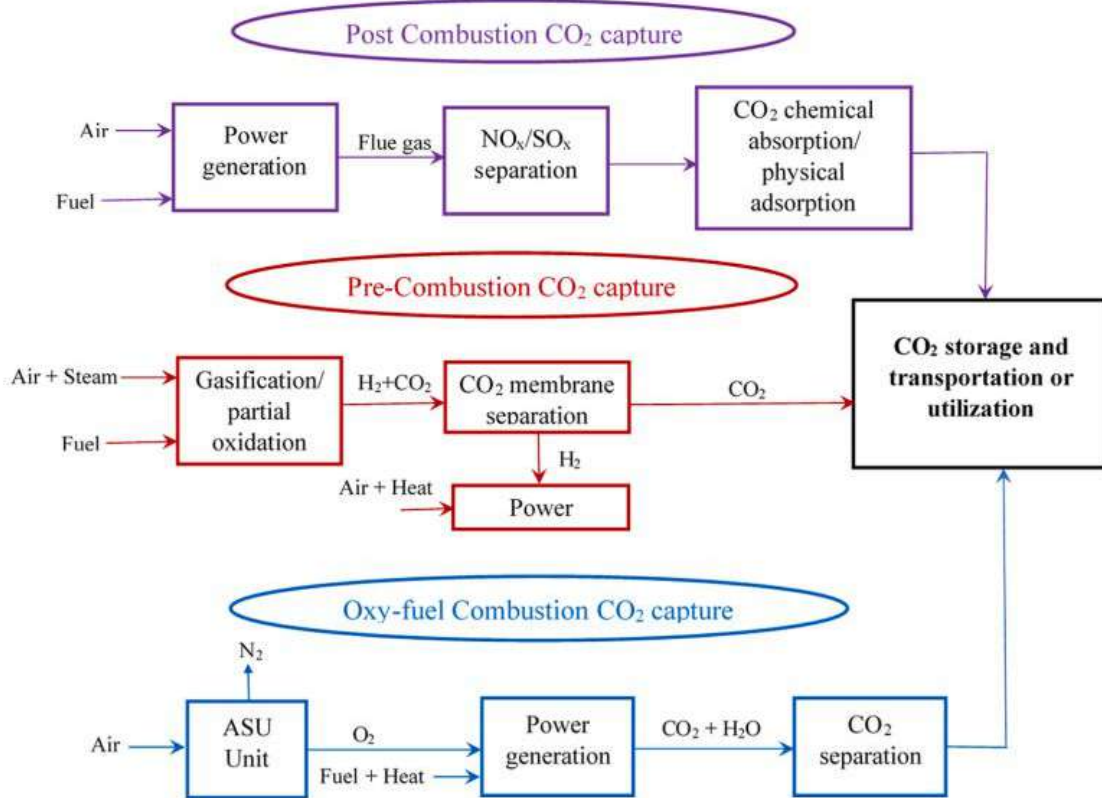 Post Combustion CO₂ capture
Air
Fuel
Power
generation
Flue gas
NOₓ/SOₓ
separation
CO₂ chemical
absorption/
physical
adsorption
Pre-Combustion CO₂ capture
Air + Steam
Fuel
Gasification/
partial
oxidation
H₂+CO₂
CO₂ membrane
separation
CO₂
H₂
Air + Heat
Power
CO₂ storage and
transportation or
utilization
Oxy-fuel Combustion CO₂ capture
N₂
Air
ASU
Unit
O₂
Fuel + Heat
Power
generation
CO₂ + H₂O
CO₂
separation